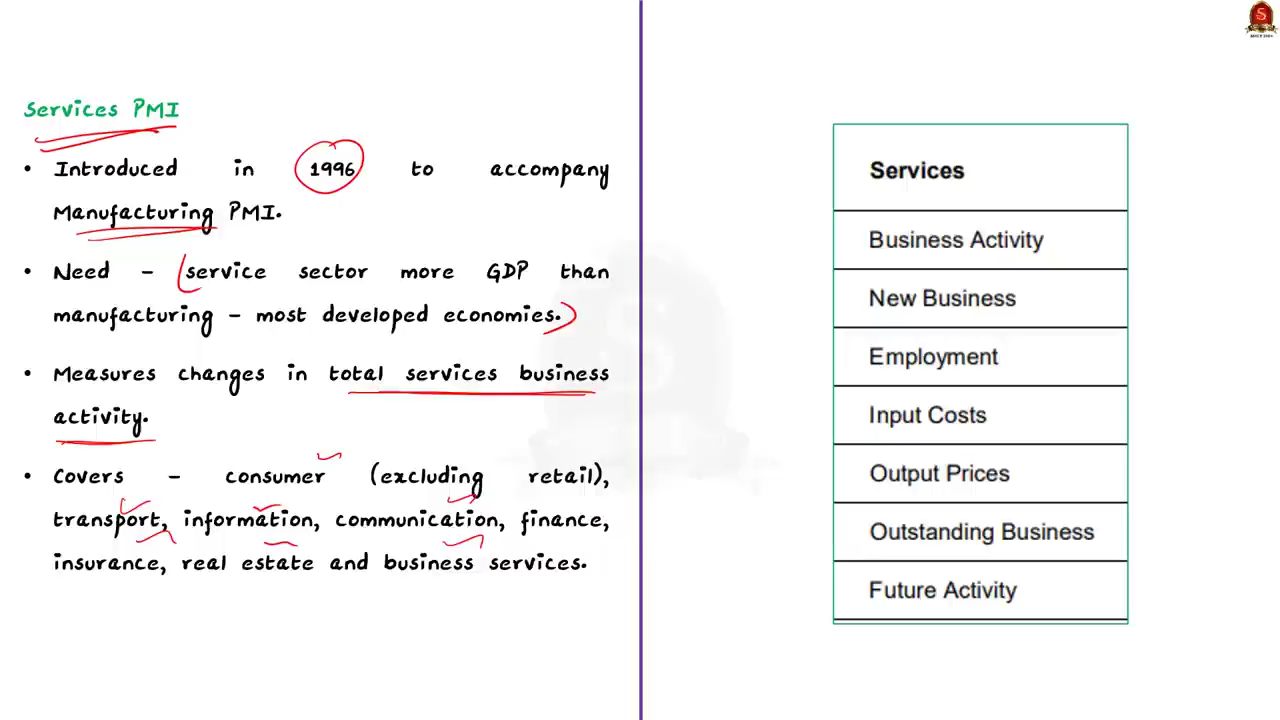 Services PMI
• Introduced in 1996 to accompany
Manufacturing PMI.
• Need – service sector more GDP than
manufacturing – most developed economies.
• Measures changes in total services business
activity.
• Covers – consumer (excluding retail),
transport, information, communication, finance,
insurance, real estate and business services.
Services
Business Activity
New Business
Employment
Input Costs
Output Prices
Outstanding Business
Future Activity